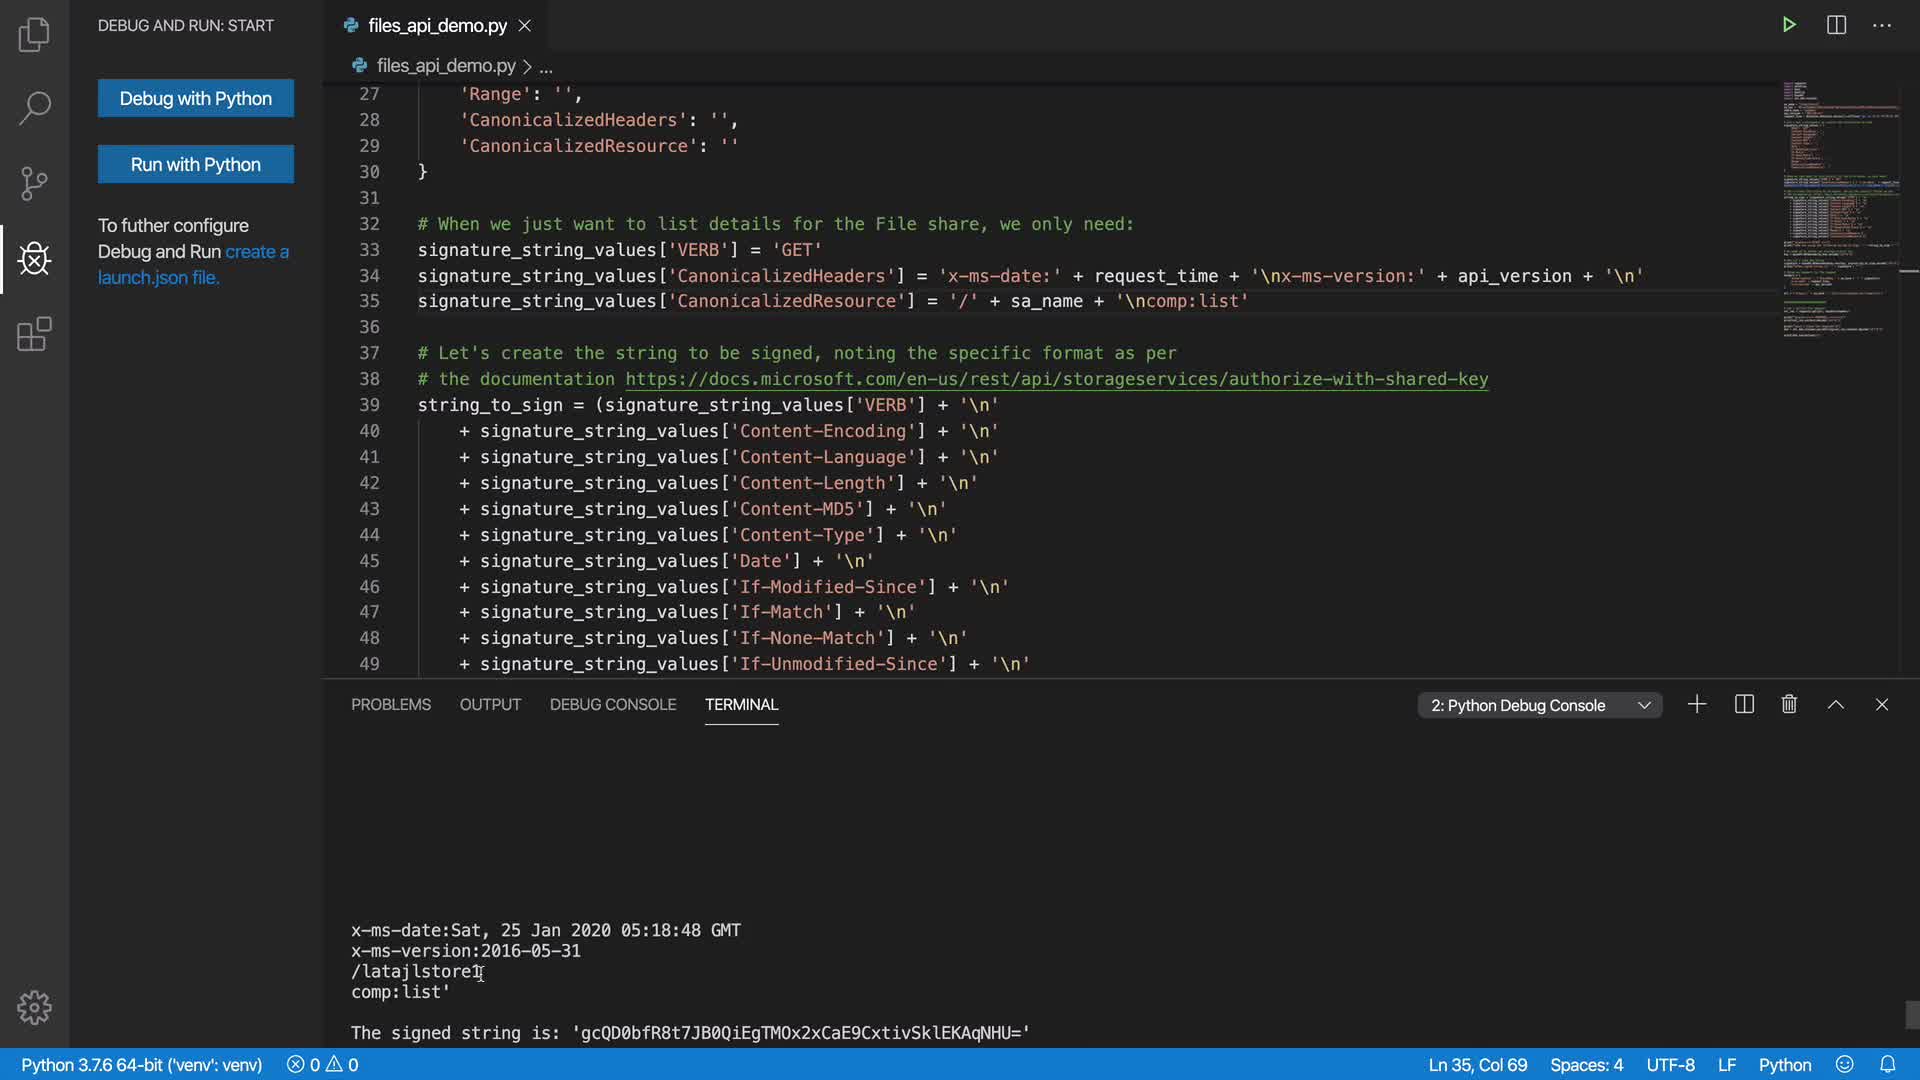 DEBUG AND RUN: START
files_api_demo.py
Debug with Python
Run with Python
To futher configure
Debug and Run create a
launch.json file.
files_api_demo.py > ...
27 'Range': '',
28 'CanonicalizedHeaders': '',
29 'CanonicalizedResource': ''
30 }
31
32 # When we just want to list details for the File share, we only need:
33 signature_string_values['VERB'] = 'GET'
34 signature_string_values['CanonicalizedHeaders'] = 'x-ms-date:' + request_time + '\nx-ms-version:' + api_version + '\n'
35 signature_string_values['CanonicalizedResource'] = '/' + sa_name + '\ncomp:list'
36
37 # Let's create the string to be signed, noting the specific format as per
38 # the documentation https://docs.microsoft.com/en-us/rest/api/storageservices/authorize-with-shared-key
39 string_to_sign = (signature_string_values['VERB'] + '\n'
40 + signature_string_values['Content-Encoding'] + '\n'
41 + signature_string_values['Content-Language'] + '\n'
42 + signature_string_values['Content-Length'] + '\n'
43 + signature_string_values['Content-MD5'] + '\n'
44 + signature_string_values['Content-Type'] + '\n'
45 + signature_string_values['Date'] + '\n'
46 + signature_string_values['If-Modified-Since'] + '\n'
47 + signature_string_values['If-Match'] + '\n'
48 + signature_string_values['If-None-Match'] + '\n'
49 + signature_string_values['If-Unmodified-Since'] + '\n'
PROBLEMS OUTPUT DEBUG CONSOLE TERMINAL
2: Python Debug Console
x-ms-date:Sat, 25 Jan 2020 05:18:48 GMT
x-ms-version:2016-05-31
/latajlstore1
comp:list'
The signed string is: 'gcQD0bfR8t7JB0QiEgTMOx2xCaE9CxtivSklEKAqNHU='
Python 3.7.6 64-bit ('venv': venv) 0 0 Ln 35, Col 69 Spaces: 4 UTF-8 LF Python